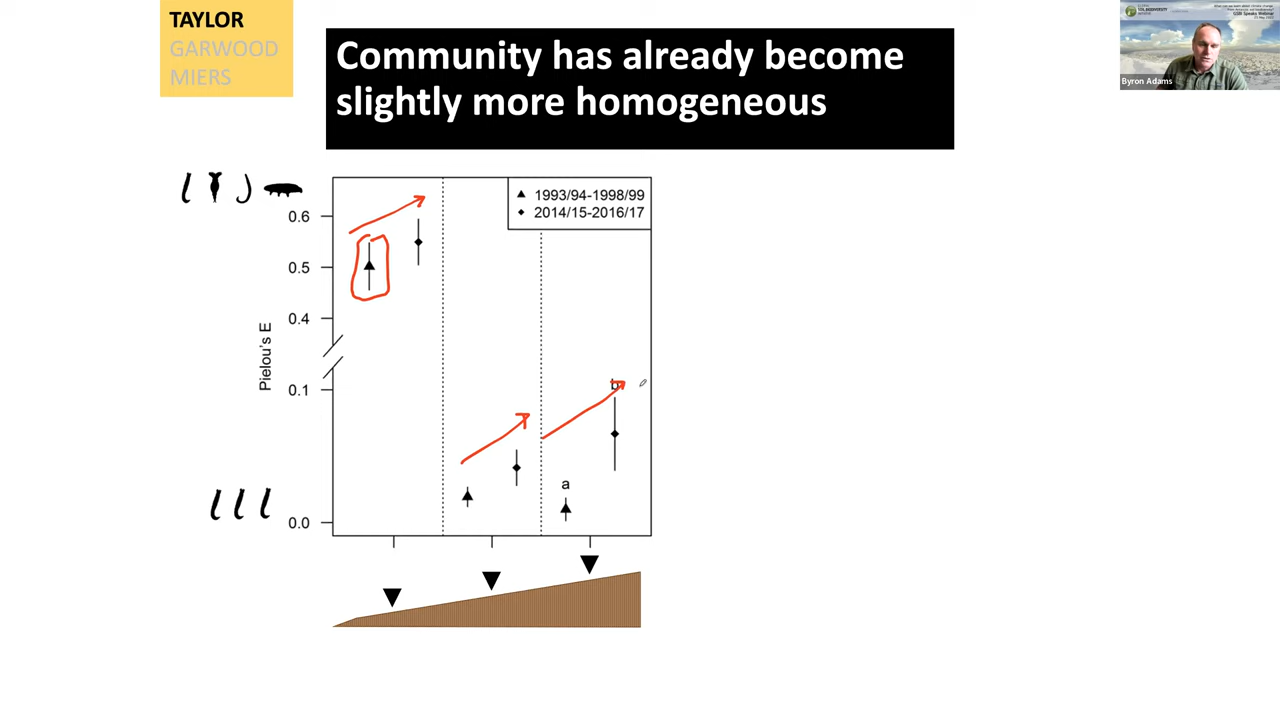 TAYLOR
GARWOOD
MIERS
Community has already become
slightly more homogeneous
Byron Adams
1993/94-1998/99
2014/15-2016/17
0.6
0.5
0.4
0.1
0.0
Pielou's E
a
b